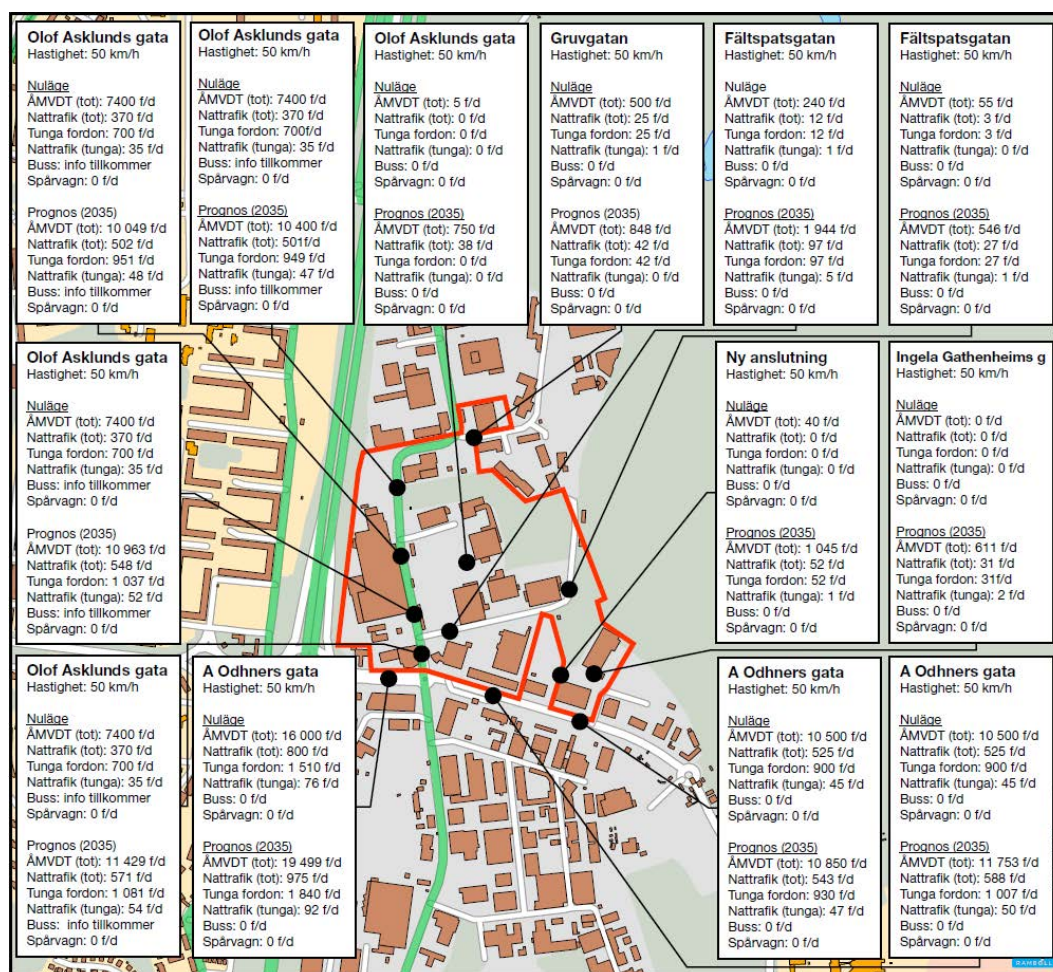 Olof Asklunds gata
Hastighet: 50 km/h
Nuläge
ÅMVDT (tot): 7400 f/d
Nattrafik (tot): 370 f/d
Tunga fordon: 700 f/d
Nattrafik (tunga): 35 f/d
Buss: info tillkommer
Spårvagn: 0 f/d
Prognos (2035)
ÅMVDT (tot): 10 049 f/d
Nattrafik (tot): 502 f/d
Tunga fordon: 951 f/d
Nattrafik (tunga): 48 f/d
Buss: info tillkommer
Spårvagn: 0 f/d
Olof Asklunds gata
Hastighet: 50 km/h
Nuläge
ÅMVDT (tot): 7400 f/d
Nattrafik (tot): 370 f/d
Tunga fordon: 700f/d
Nattrafik (tunga): 35 f/d
Buss: info tillkommer
Spårvagn: 0 f/d
Prognos (2035)
ÅMVDT (tot): 10 400 f/d
Nattrafik (tot): 501f/d
Tunga fordon: 949 f/d
Nattrafik (tunga): 47 f/d
Buss: info tillkommer
Spårvagn: 0 f/d
Olof Asklunds gata
Hastighet: 50 km/h
Nuläge
ÅMVDT (tot): 5 f/d
Nattrafik (tot): 0 f/d
Tunga fordon: 0 f/d
Nattrafik (tunga): 0 f/d
Buss: 0 f/d
Spårvagn: 0 f/d
Prognos (2035)
ÅMVDT (tot): 750 f/d
Nattrafik (tot): 38 f/d
Tunga fordon: 0 f/d
Nattrafik (tunga): 0 f/d
Buss: 0 f/d
Spårvagn: 0 f/d
Gruvgatan
Hastighet: 50 km/h
Nuläge
ÅMVDT (tot): 500 f/d
Nattrafik (tot): 25 f/d
Tunga fordon: 25 f/d
Nattrafik (tunga): 1 f/d
Buss: 0 f/d
Spårvagn: 0 f/d
Prognos (2035)
ÅMVDT (tot): 848 f/d
Nattrafik (tot): 42 f/d
Tunga fordon: 42 f/d
Nattrafik (tunga): 0 f/d
Buss: 0 f/d
Spårvagn: 0 f/d
Fältspatsgatan
Hastighet: 50 km/h
Nuläge
ÅMVDT (tot): 240 f/d
Nattrafik (tot): 12 f/d
Tunga fordon: 12 f/d
Nattrafik (tunga): 1 f/d
Buss: 0 f/d
Spårvagn: 0 f/d
Prognos (2035)
ÅMVDT (tot): 1 944 f/d
Nattrafik (tot): 97 f/d
Tunga fordon: 97 f/d
Nattrafik (tunga): 5 f/d
Buss: 0 f/d
Spårvagn: 0 f/d
Fältspatsgatan
Hastighet: 50 km/h
Nuläge
ÅMVDT (tot): 55 f/d
Nattrafik (tot): 3 f/d
Tunga fordon: 3 f/d
Nattrafik (tunga): 0 f/d
Buss: 0 f/d
Spårvagn: 0 f/d
Prognos (2035)
ÅMVDT (tot): 546 f/d
Nattrafik (tot): 27 f/d
Tunga fordon: 27 f/d
Nattrafik (tunga): 1 f/d
Buss: 0 f/d
Spårvagn: 0 f/d
Olof Asklunds gata
Hastighet: 50 km/h
Nuläge
ÅMVDT (tot): 7400 f/d
Nattrafik (tot): 370 f/d
Tunga fordon: 700 f/d
Nattrafik (tunga): 35 f/d
Buss: info tillkommer
Spårvagn: 0 f/d
Prognos (2035)
ÅMVDT (tot): 10 963 f/d
Nattrafik (tot): 548 f/d
Tunga fordon: 1 037 f/d
Nattrafik (tunga): 52 f/d
Buss: info tillkommer
Spårvagn: 0 f/d
Ny anslutning
Hastighet: 50 km/h
Nuläge
ÅMVDT (tot): 40 f/d
Nattrafik (tot): 0 f/d
Tunga fordon: 0 f/d
Nattrafik (tunga): 0 f/d
Buss: 0 f/d
Spårvagn: 0 f/d
Prognos (2035)
ÅMVDT (tot): 1 045 f/d
Nattrafik (tot): 52 f/d
Tunga fordon: 52 f/d
Nattrafik (tunga): 1 f/d
Buss: 0 f/d
Spårvagn: 0 f/d
Ingela Gathenheims g
Hastighet: 50 km/h
Nuläge
ÅMVDT (tot): 0 f/d
Nattrafik (tot): 0 f/d
Tunga fordon: 0 f/d
Nattrafik (tunga): 0 f/d
Buss: 0 f/d
Spårvagn: 0 f/d
Prognos (2035)
ÅMVDT (tot): 611 f/d
Nattrafik (tot): 31 f/d
Tunga fordon: 31f/d
Nattrafik (tunga): 2 f/d
Buss: 0 f/d
Spårvagn: 0 f/d
Olof Asklunds gata
Hastighet: 50 km/h
Nuläge
ÅMVDT (tot): 7400 f/d
Nattrafik (tot): 370 f/d
Tunga fordon: 700 f/d
Nattrafik (tunga): 35 f/d
Buss: info tillkommer
Spårvagn: 0 f/d
Prognos (2035)
ÅMVDT (tot): 11 429 f/d
Nattrafik (tot): 571 f/d
Tunga fordon: 1 081 f/d
Nattrafik (tunga): 54 f/d
Buss: info tillkommer
Spårvagn: 0 f/d
A Odhners gata
Hastighet: 50 km/h
Nuläge
ÅMVDT (tot): 16 000 f/d
Nattrafik (tot): 800 f/d
Tunga fordon: 1 510 f/d
Nattrafik (tunga): 76 f/d
Buss: 0 f/d
Spårvagn: 0 f/d
Prognos (2035)
ÅMVDT (tot): 19 499 f/d
Nattrafik (tot): 975 f/d
Tunga fordon: 1 840 f/d
Nattrafik (tunga): 92 f/d
Buss: 0 f/d
Spårvagn: 0 f/d
A Odhners gata
Hastighet: 50 km/h
Nuläge
ÅMVDT (tot): 10 500 f/d
Nattrafik (tot): 525 f/d
Tunga fordon: 900 f/d
Nattrafik (tunga): 45 f/d
Buss: 0 f/d
Spårvagn: 0 f/d
Prognos (2035)
ÅMVDT (tot): 10 850 f/d
Nattrafik (tot): 543 f/d
Tunga fordon: 930 f/d
Nattrafik (tunga): 47 f/d
Buss: 0 f/d
Spårvagn: 0 f/d
A Odhners gata
Hastighet: 50 km/h
Nuläge
ÅMVDT (tot): 10 500 f/d
Nattrafik (tot): 525 f/d
Tunga fordon: 900 f/d
Nattrafik (tunga): 45 f/d
Buss: 0 f/d
Spårvagn: 0 f/d
Prognos (2035)
ÅMVDT (tot): 11 753 f/d
Nattrafik (tot): 588 f/d
Tunga fordon: 1 007 f/d
Nattrafik (tunga): 50 f/d
Buss: 0 f/d
Spårvagn: 0 f/d
RAMBOLL